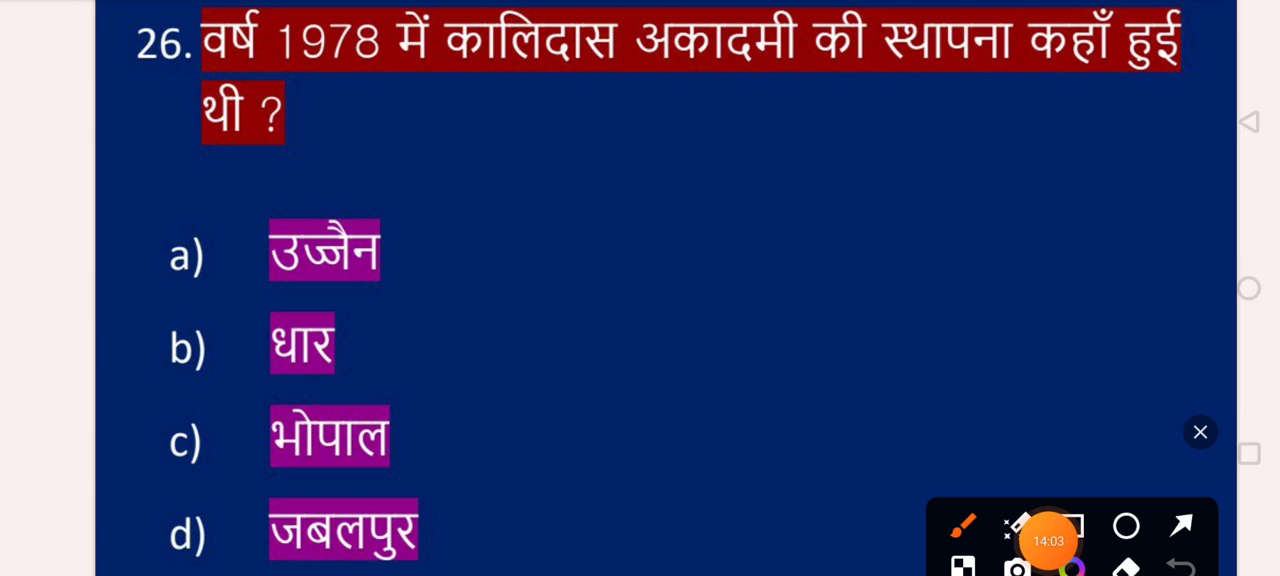 26. वर्ष 1978 में कालिदास अकादमी की स्थापना कहाँ हुई
थी ?
a) उज्जैन
b) धार
c) भोपाल
d) जबलपुर
14:03